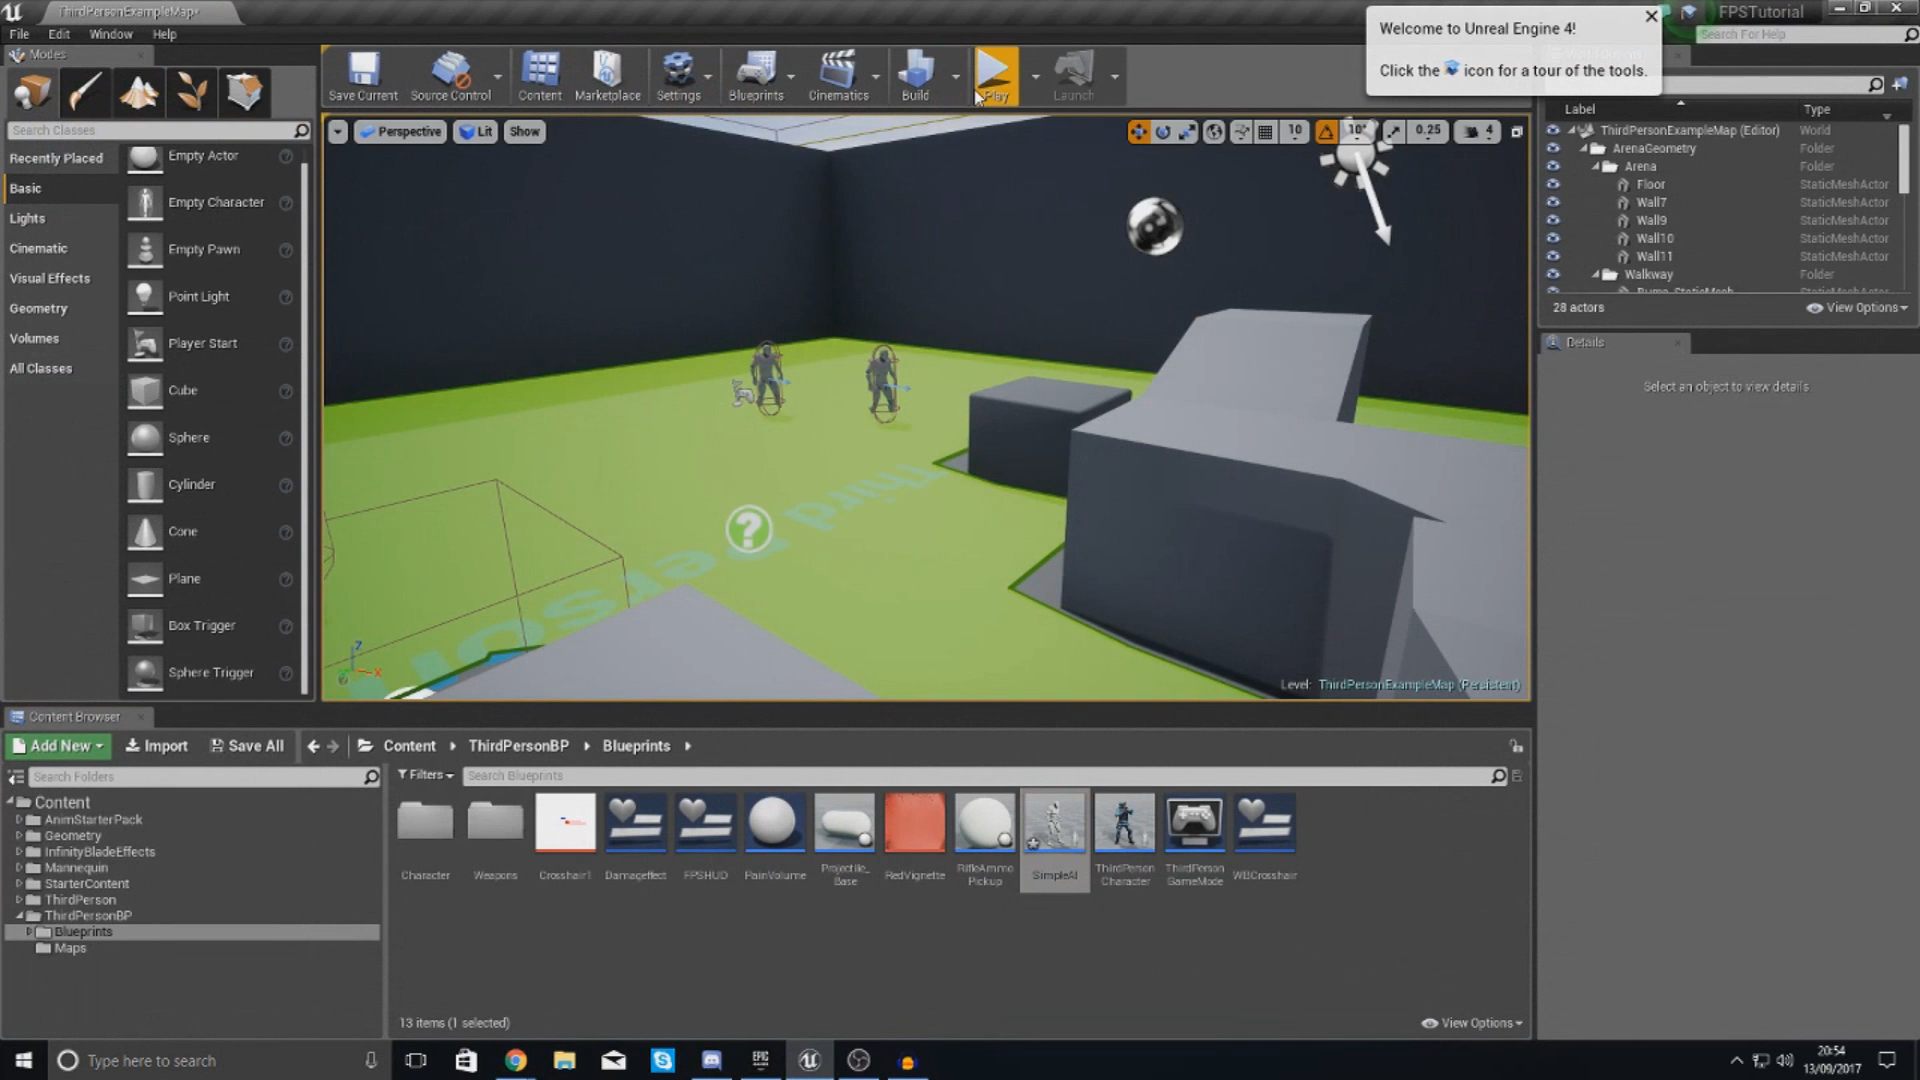 ThirdPersonExampleMap*
FPSTutorial
File Edit Window Help
Search For Help
Welcome to Unreal Engine 4!
Click the icon for a tour of the tools.
Modes
Save Current
Source Control
Content
Marketplace
Settings
Blueprints
Cinematics
Build
Play
Launch
Search Classes
Recently Placed
Basic
Lights
Cinematic
Visual Effects
Geometry
Volumes
All Classes
Empty Actor
Empty Character
Empty Pawn
Point Light
Player Start
Cube
Sphere
Cylinder
Cone
Plane
Box Trigger
Sphere Trigger
Perspective
Lit
Show
10
10°
0.25
4
Third Person
Z
X
Level: ThirdPersonExampleMap (Persistent)
Label Type
ThirdPersonExampleMap (Editor) World
ArenaGeometry Folder
Arena Folder
Floor StaticMeshActor
Wall7 StaticMeshActor
Wall9 StaticMeshActor
Wall10 StaticMeshActor
Wall11 StaticMeshActor
Walkway Folder
28 actors
View Options
Details
Select an object to view details
Content Browser
Add New
Import
Save All
Content
ThirdPersonBP
Blueprints
Search Folders
Filters
Search Blueprints
Content
AnimStarterPack
Geometry
InfinityBladeEffects
Mannequin
StarterContent
ThirdPerson
ThirdPersonBP
Blueprints
Maps
Character
Weapons
Crosshair1
Dameffect
FPSHUD
PainVolume
Projectile_
Base
RedVignette
RifleAmmo
Pickup
SimpleAI
ThirdPerson
Character
ThirdPerson
GameMode
WBCrosshair
13 items (1 selected)
View Options
Type here to search
EPIC
GAMES
20:54
13/09/2017